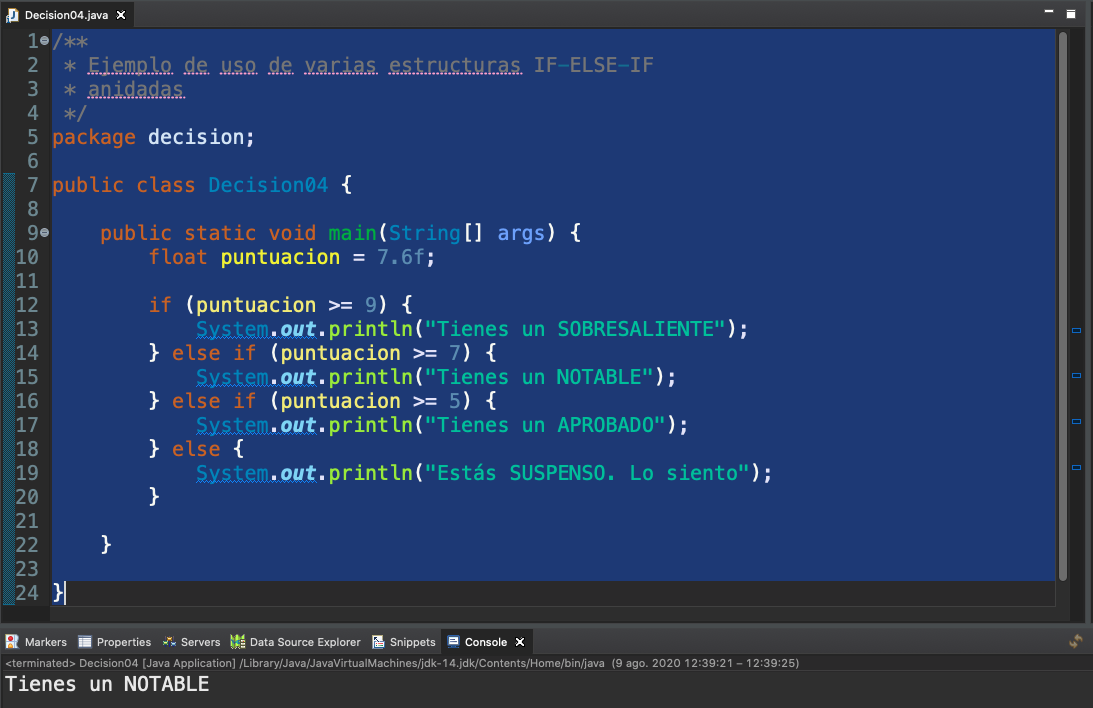 Decision04.java
1 /**
2 * Ejemplo de uso de varias estructuras IF-ELSE-IF
3 * anidadas
4 */
5 package decision;
6
7 public class Decision04 {
8
9 public static void main(String[] args) {
10 float puntuacion = 7.6f;
11
12 if (puntuacion >= 9) {
13 System.out.println("Tienes un SOBRESALIENTE");
14 } else if (puntuacion >= 7) {
15 System.out.println("Tienes un NOTABLE");
16 } else if (puntuacion >= 5) {
17 System.out.println("Tienes un APROBADO");
18 } else {
19 System.out.println("Estás SUSPENSO. Lo siento");
20 }
21
22 }
23
24 }
Markers Properties Servers Data Source Explorer Snippets Console
<terminated> Decision04 [Java Application] /Library/Java/JavaVirtualMachines/jdk-14.jdk/Contents/Home/bin/java (9 ago. 2020 12:39:21 – 12:39:25)
Tienes un NOTABLE